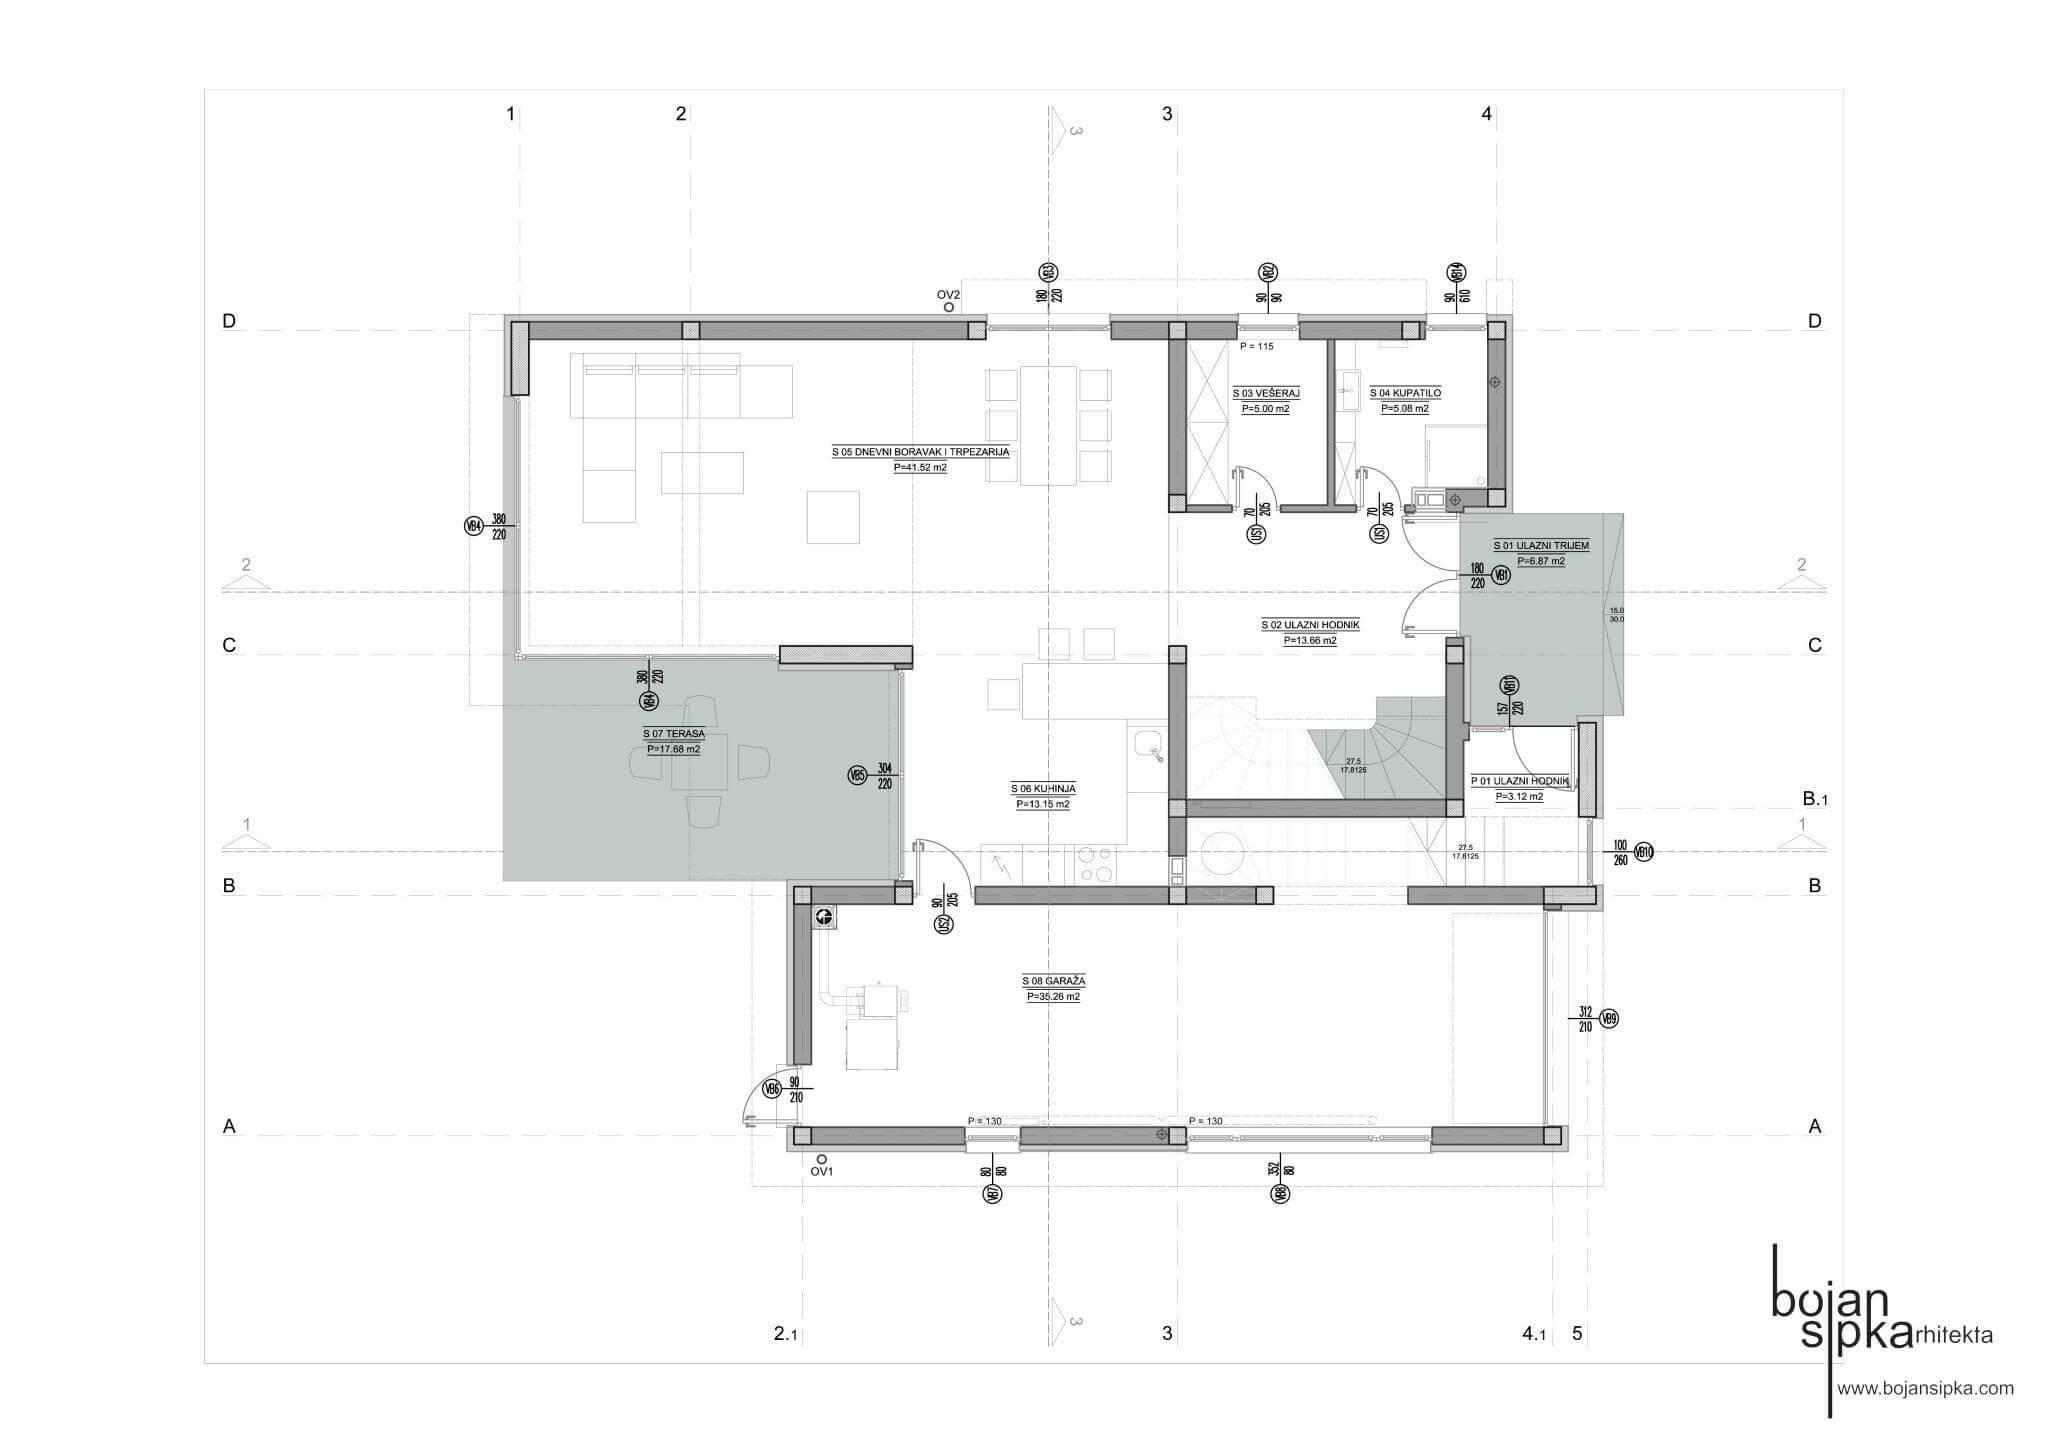 1
2
3
4
3
OV2
VB3
180
220
VB2
90
90
VB14
90
610
D
D
P = 115
S 03 VEŠERAJ
P=5.00 m2
S 04 KUPATILO
P=5.08 m2
S 05 DNEVNI BORAVAK I TRPEZARIJA
P=41.52 m2
VB4
380
220
70
205
US1
70
205
US1
S 01 ULAZNI TRIJEM
P=6.87 m2
180
220
VB1
2
2
15.0
30.0
S 02 ULAZNI HODNIK
P=13.66 m2
C
C
380
220
VB4
VB11
157
220
S 07 TERASA
P=17.68 m2
VB5
304
220
27.5
17.8125
S 06 KUHINJA
P=13.15 m2
P 01 ULAZNI HODNIK
P=3.12 m2
B.1
1
1
27.5
17.8125
100
260
VB10
B
B
90
205
US2
S 08 GARAŽA
P=35.26 m2
312
210
VB9
VB6
90
210
A
A
P = 130
P = 130
OV1
80
80
VB7
352
80
VB8
3
2.1
3
4.1
5
bojan
sipkarhitekta
www.bojansipka.com